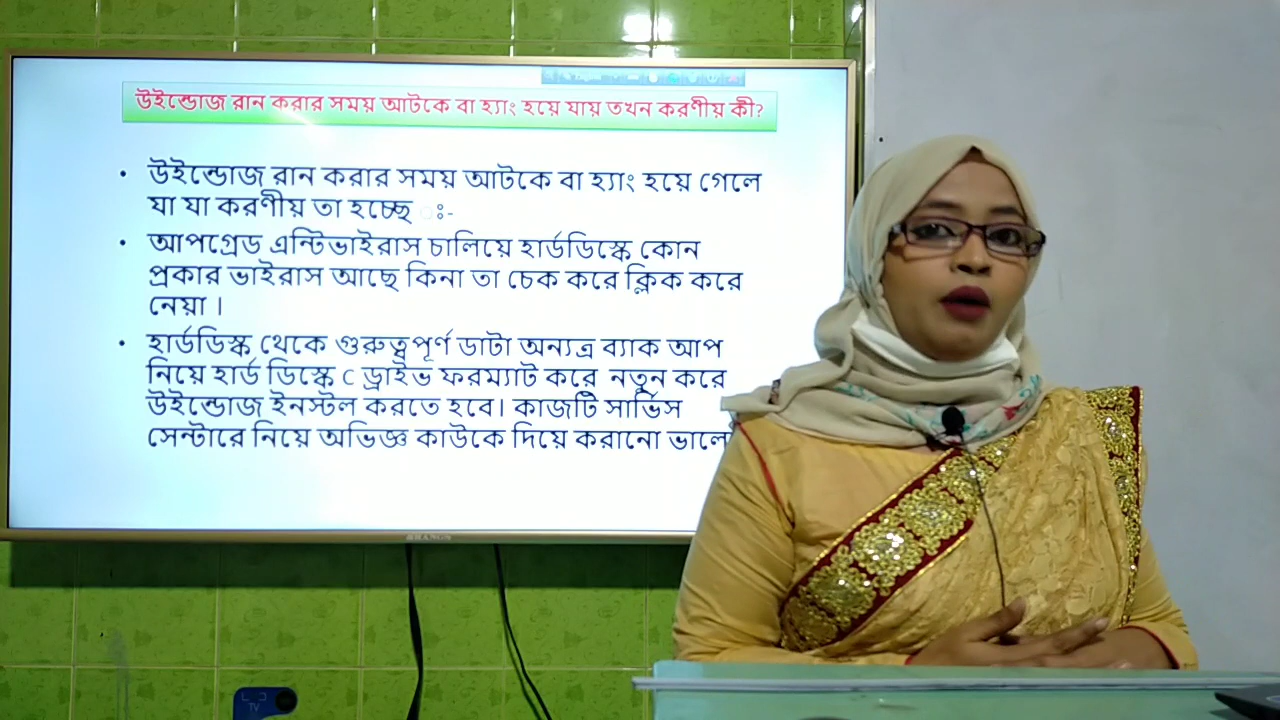 উইন্ডোজ রান করার সময় আটকে বা হ্যাং হয়ে যায় তখন করণীয় কী?
• উইন্ডোজ রান করার সময় আটকে বা হ্যাং হয়ে গেলে
যা যা করণীয় তা হচ্ছে ঃ-
• আপগ্রেড এন্টিভাইরাস চালিয়ে হার্ডডিস্কে কোন
প্রকার ভাইরাস আছে কিনা তা চেক করে ক্লিক করে
নেয়া ।
• হার্ডডিস্ক থেকে গুরুত্বপূর্ণ ডাটা অন্যত্র ব্যাক আপ
নিয়ে হার্ড ডিস্কে C ড্রাইভ ফরম্যাট করে নতুন করে
উইন্ডোজ ইনস্টল করতে হবে। কাজটি সার্ভিস
সেন্টারে নিয়ে অভিজ্ঞ কাউকে দিয়ে করানো
TV